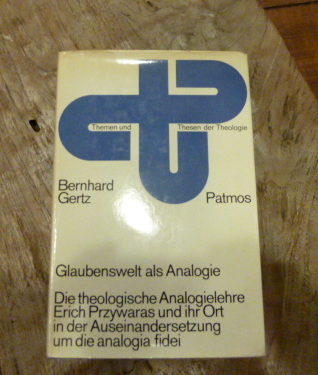 Themen und Thesen der Theologie
Bernhard
Gertz Patmos
Glaubenswelt als Analogie
Die theologische Analogielehre
Erich Przywaras und ihr Ort
in der Auseinandersetzung
um die analogia fidei